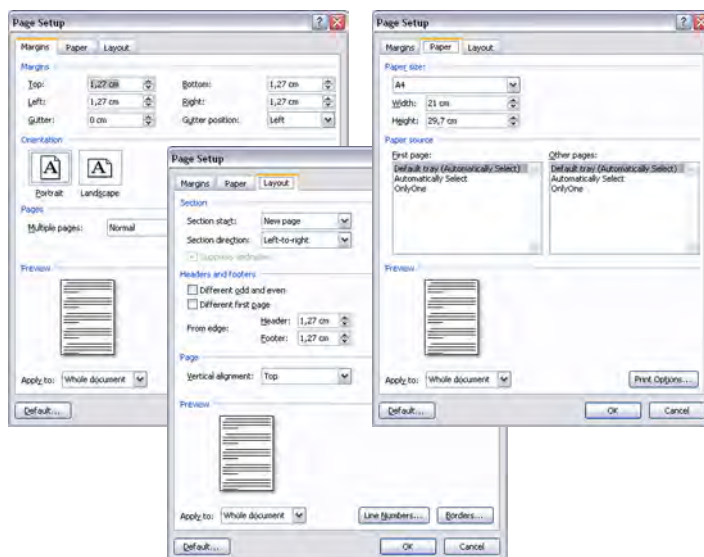 Page Setup
Margins Paper Layout
Margins
Top: 1,27 cm Bottom: 1,27 cm
Left: 1,27 cm Right: 1,27 cm
Gutter: 0 cm Gutter position: Left
Orientation
A A
Portrait Landscape
Pages
Multiple pages: Normal
Preview
Apply to: Whole document
Default...
Page Setup
Margins Paper Layout
Section
Section start: New page
Section direction: Left-to-right
Suppress endnotes
Headers and footers
Different odd and even
Different first page
From edge: Header: 1,27 cm
Footer: 1,27 cm
Page
Vertical alignment: Top
Preview
Apply to: Whole document Line Numbers... Borders...
Default... OK Cancel
Page Setup
Margins Paper Layout
Paper size:
A4
Width: 21 cm
Height: 29,7 cm
Paper source
First page: Other pages:
Default tray (Automatically Select) Default tray (Automatically Select)
Automatically Select Automatically Select
OnlyOne OnlyOne
Preview
Apply to: Whole document Print Options...
Default... OK Cancel